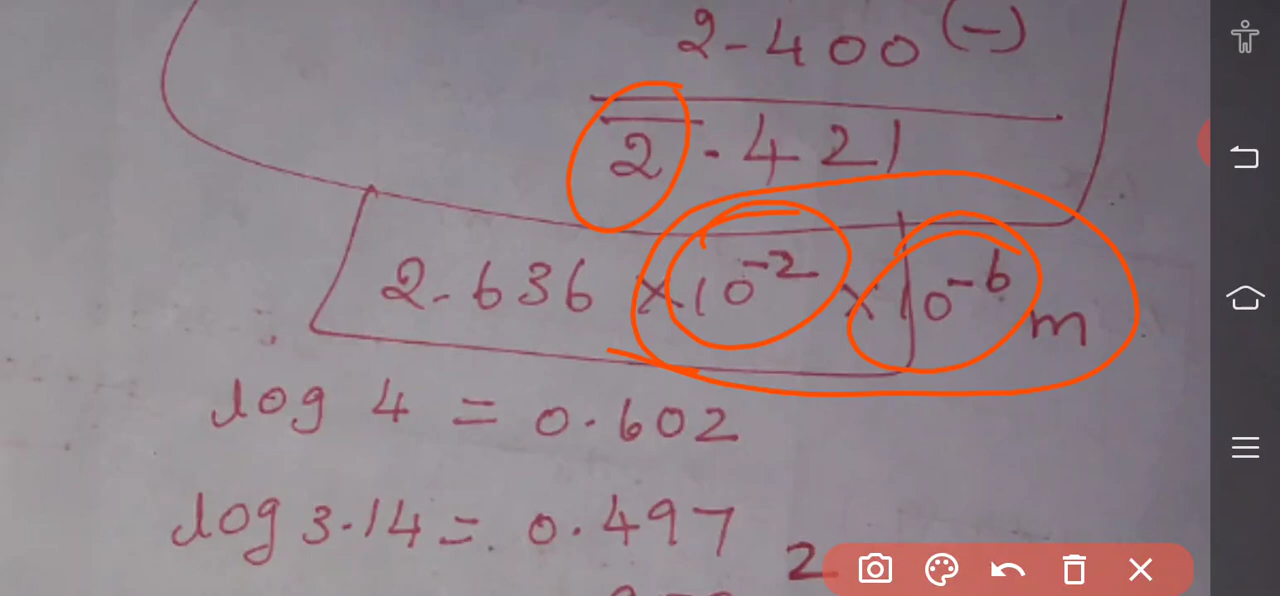 2-400 (-)
2̅.421
2.636 × 10⁻² × 10⁻⁶ m
log 4 = 0.602
log 3.14 = 0.497
2